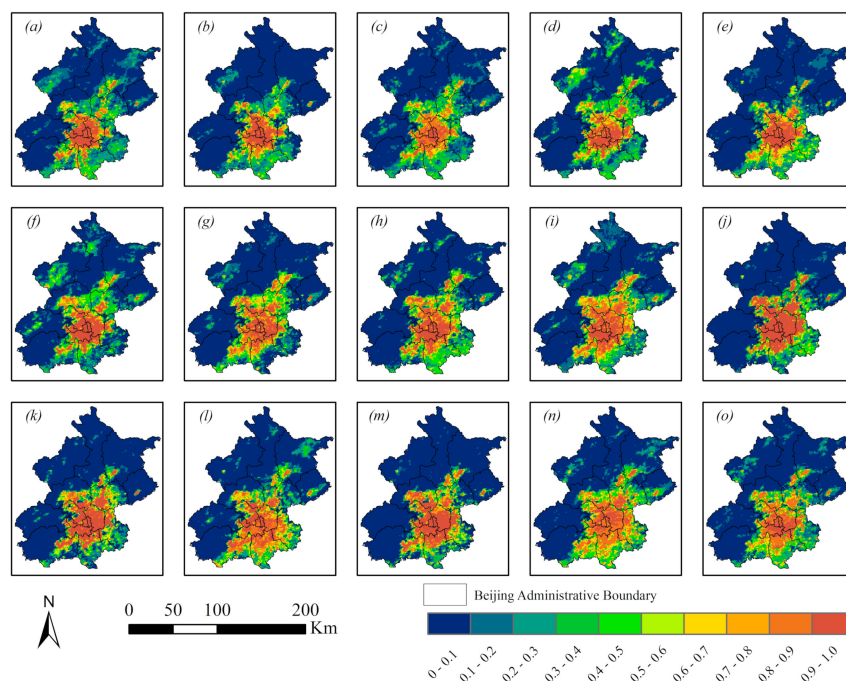 (a)
(b)
(c)
(d)
(e)
(f)
(g)
(h)
(i)
(j)
(k)
(l)
(m)
(n)
(o)
N
0 50 100 200
Km
Beijing Administrative Boundary
0 - 0.1
0.1 - 0.2
0.2 - 0.3
0.3 - 0.4
0.4 - 0.5
0.5 - 0.6
0.6 - 0.7
0.7 - 0.8
0.8 - 0.9
0.9 - 1.0